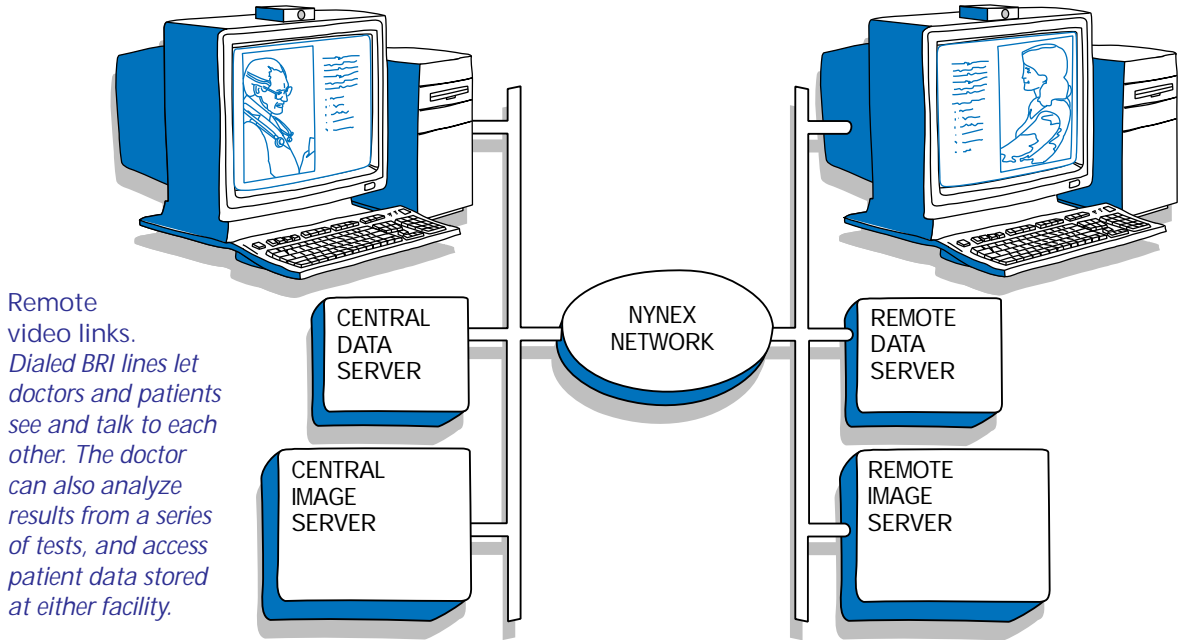 Remote
video links.
Dialed BRI lines let
doctors and patients
see and talk to each
other. The doctor
can also analyze
results from a series
of tests, and access
patient data stored
at either facility.
CENTRAL
DATA
SERVER
NYNEX
NETWORK
REMOTE
DATA
SERVER
CENTRAL
IMAGE
SERVER
REMOTE
IMAGE
SERVER